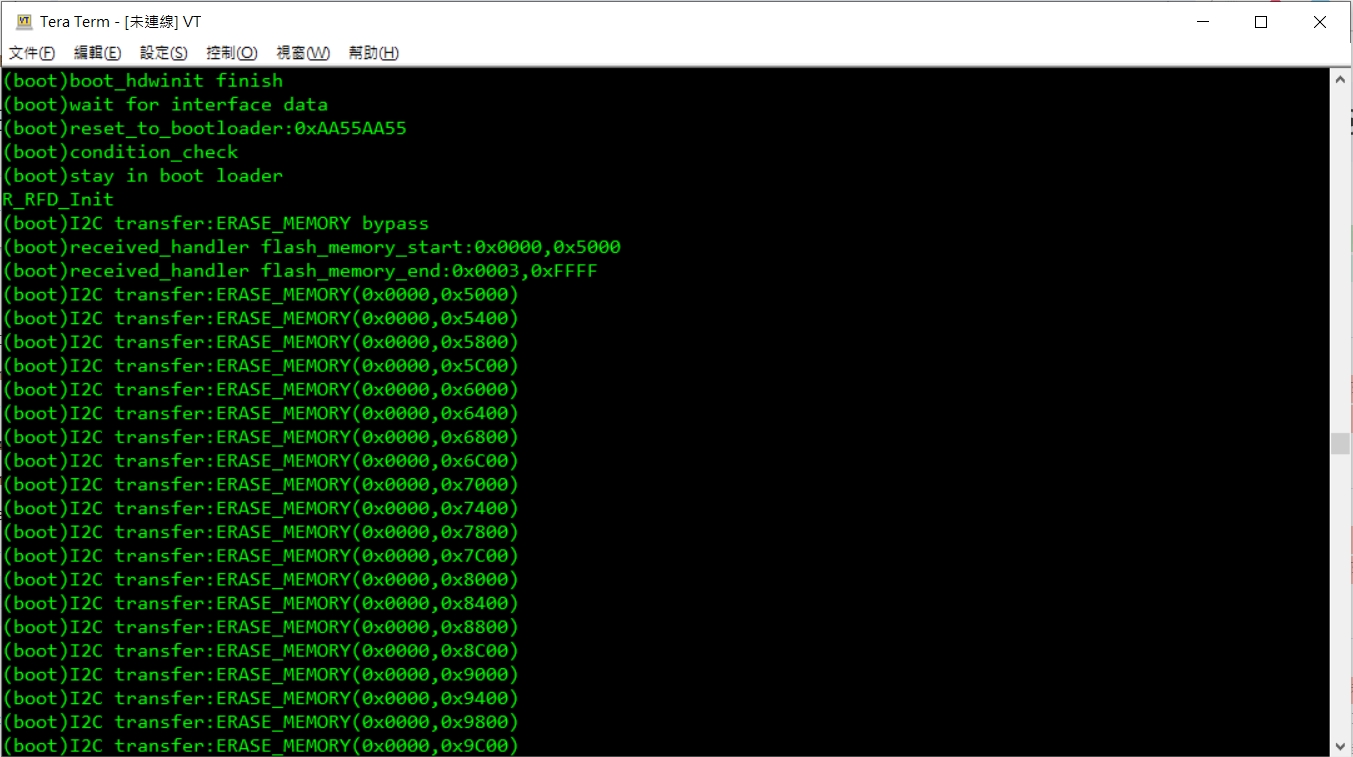 Tera Term - [未連線] VT
文件(F) 編輯(E) 設定(S) 控制(O) 視窗(W) 幫助(H)
(boot)boot_hdwinit finish
(boot)wait for interface data
(boot)reset_to_bootloader:0xAA55AA55
(boot)condition_check
(boot)stay in boot loader
R_RFD_Init
(boot)I2C transfer:ERASE_MEMORY bypass
(boot)received_handler flash_memory_start:0x0000,0x5000
(boot)received_handler flash_memory_end:0x0003,0xFFFF
(boot)I2C transfer:ERASE_MEMORY(0x0000,0x5000)
(boot)I2C transfer:ERASE_MEMORY(0x0000,0x5400)
(boot)I2C transfer:ERASE_MEMORY(0x0000,0x5800)
(boot)I2C transfer:ERASE_MEMORY(0x0000,0x5C00)
(boot)I2C transfer:ERASE_MEMORY(0x0000,0x6000)
(boot)I2C transfer:ERASE_MEMORY(0x0000,0x6400)
(boot)I2C transfer:ERASE_MEMORY(0x0000,0x6800)
(boot)I2C transfer:ERASE_MEMORY(0x0000,0x6C00)
(boot)I2C transfer:ERASE_MEMORY(0x0000,0x7000)
(boot)I2C transfer:ERASE_MEMORY(0x0000,0x7400)
(boot)I2C transfer:ERASE_MEMORY(0x0000,0x7800)
(boot)I2C transfer:ERASE_MEMORY(0x0000,0x7C00)
(boot)I2C transfer:ERASE_MEMORY(0x0000,0x8000)
(boot)I2C transfer:ERASE_MEMORY(0x0000,0x8400)
(boot)I2C transfer:ERASE_MEMORY(0x0000,0x8800)
(boot)I2C transfer:ERASE_MEMORY(0x0000,0x8C00)
(boot)I2C transfer:ERASE_MEMORY(0x0000,0x9000)
(boot)I2C transfer:ERASE_MEMORY(0x0000,0x9400)
(boot)I2C transfer:ERASE_MEMORY(0x0000,0x9800)
(boot)I2C transfer:ERASE_MEMORY(0x0000,0x9C00)